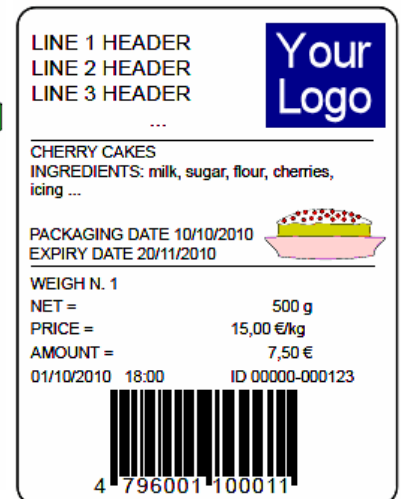 LINE 1 HEADER
LINE 2 HEADER
LINE 3 HEADER
...
Your
Logo
CHERRY CAKES
INGREDIENTS: milk, sugar, flour, cherries,
icing ...
PACKAGING DATE 10/10/2010
EXPIRY DATE 20/11/2010
WEIGH N. 1
NET = 500 g
PRICE = 15,00 €/kg
AMOUNT = 7,50 €
01/10/2010 18:00 ID 00000-000123
4 796001 100011